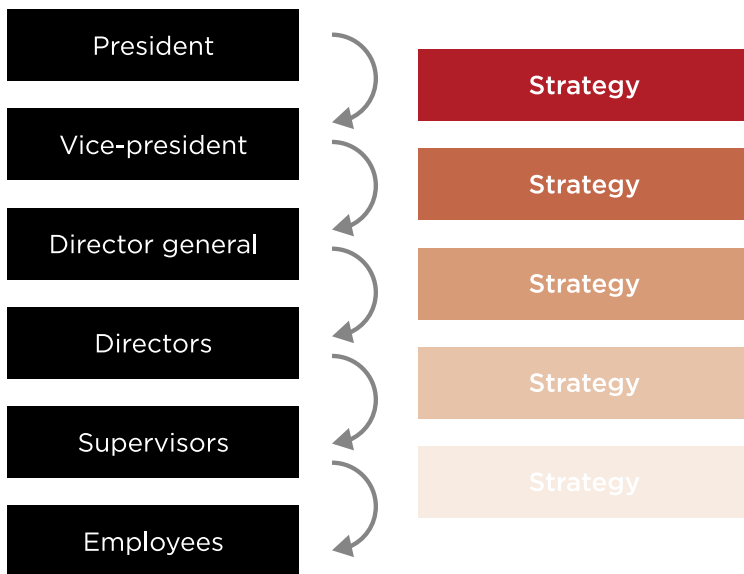 President
Strategy
Vice-president
Strategy
Director general
Strategy
Directors
Strategy
Supervisors
Strategy
Employees